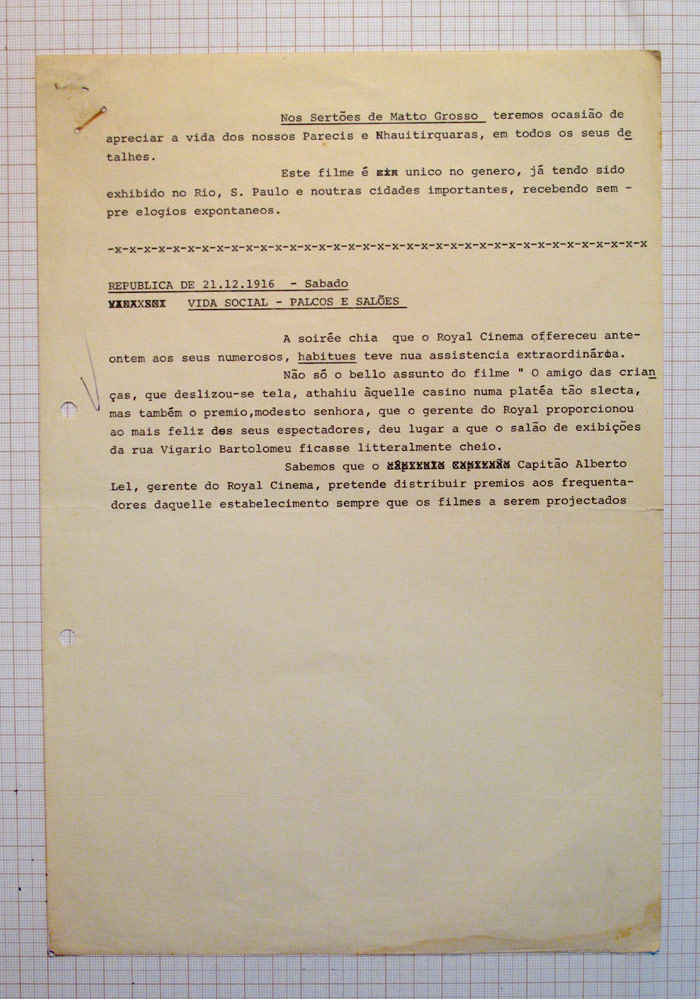 Nos Sertões de Matto Grosso teremos ocasião de
apreciar a vida dos nossos Parecis e Nhauitirquaras, em todos os seus de
talhes.
Este filme é unico no genero, já tendo sido
exhibido no Rio, S. Paulo e noutras cidades importantes, recebendo sem -
pre elogios expontaneos.
-x-x-x-x-x-x-x-x-x-x-x-x-x-x-x-x-x-x-x-x-x-x-x-x-x-x-x-x-x-x-x-x-x-x-x-x-x
REPUBLICA DE 21.12.1916 - Sabado
VIDA SOCIAL - PALCOS E SALÕES
A soirée chia que o Royal Cinema offereceu ante-
ontem aos seus numerosos, habitues teve nua assistencia extraordinária.
Não só o bello assunto do filme " O amigo das crian
ças, que deslizou-se tela, athahiu àquelle casino numa platéa tão slecta,
mas também o premio,modesto senhora, que o gerente do Royal proporcionou
ao mais feliz dos seus espectadores, deu lugar a que o salão de exibições
da rua Vigario Bartolomeu ficasse litteralmente cheio.
Sabemos que o Capitão Alberto
Lel, gerente do Royal Cinema, pretende distribuir premios aos frequenta-
dores daquelle estabelecimento sempre que os filmes a serem projectados